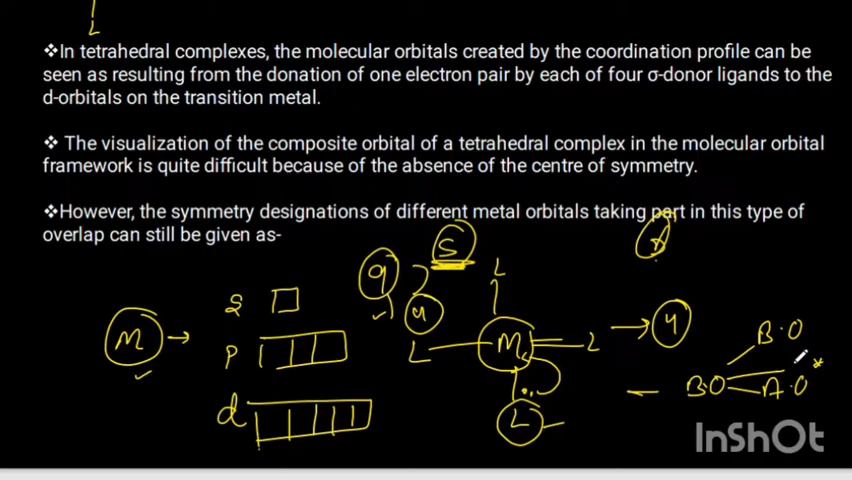 L
❖In tetrahedral complexes, the molecular orbitals created by the coordination profile can be
seen as resulting from the donation of one electron pair by each of four σ-donor ligands to the
d-orbitals on the transition metal.
❖ The visualization of the composite orbital of a tetrahedral complex in the molecular orbital
framework is quite difficult because of the absence of the centre of symmetry.
❖However, the symmetry designations of different metal orbitals taking part in this type of
overlap can still be given as-
S
9
4
L
S
M
P
L
M
L
4
B.O
B.O
A.O*
d
L
InShOt